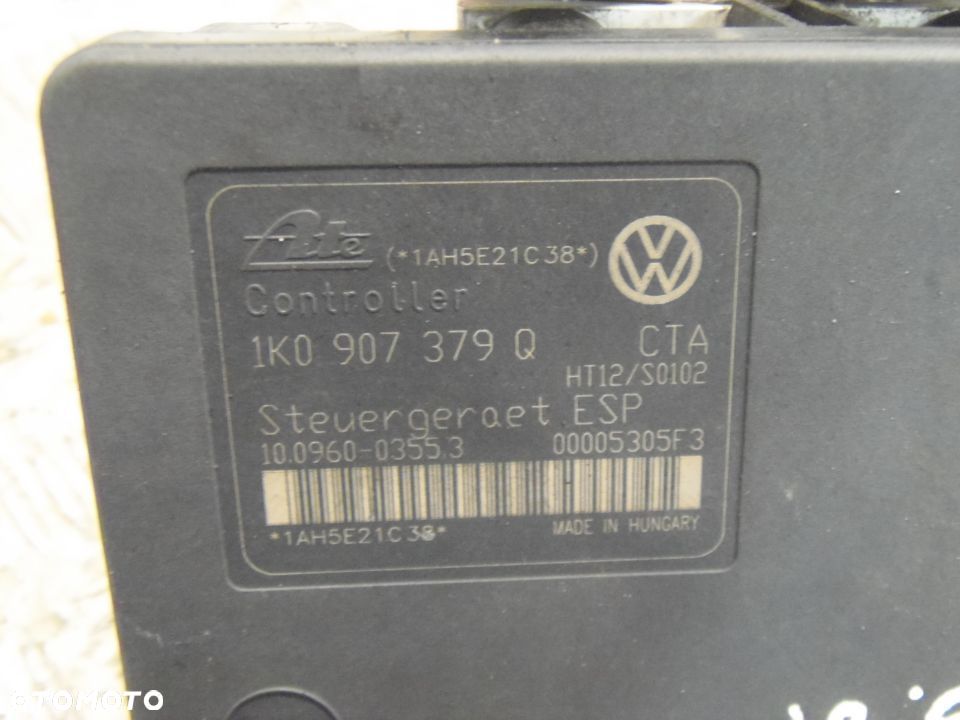 Ate (*1AH5E21C38*)
Controller
1K0 907 379 Q CTA
HT12/S0102
Steuergeraet ESP
10.0960-0355.3 00005305F3
*1AH5E21C38*
MADE IN HUNGARY
OTOMOTO